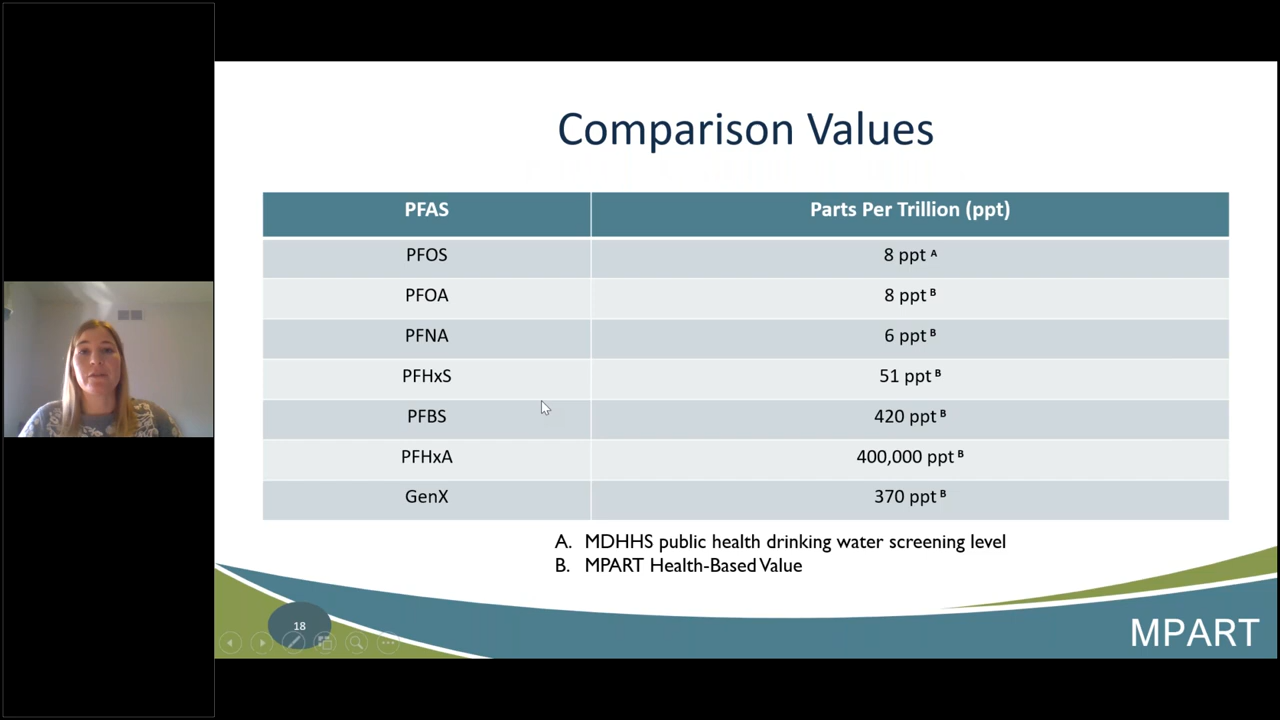 Comparison Values
PFAS Parts Per Trillion (ppt)
PFOS 8 ppt A
PFOA 8 ppt B
PFNA 6 ppt B
PFHxS 51 ppt B
PFBS 420 ppt B
PFHxA 400,000 ppt B
GenX 370 ppt B
A. MDHHS public health drinking water screening level
B. MPART Health-Based Value
18
MPART